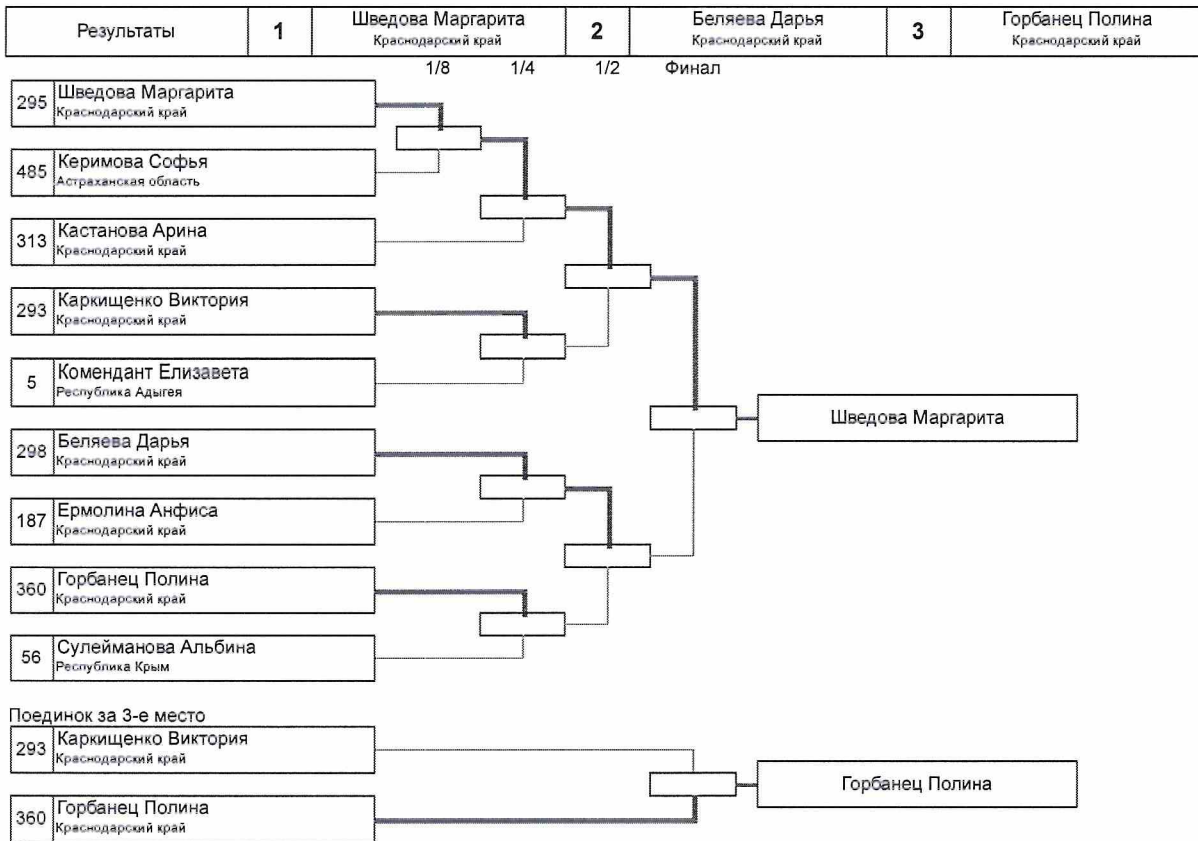 Результаты 1 Шведова Маргарита 2 Беляева Дарья 3 Горбанец Полина
Краснодарский край Краснодарский край Краснодарский край
1/8 1/4 1/2 Финал
295 Шведова Маргарита
Краснодарский край
485 Керимова Софья
Астраханская область
313 Кастанова Арина
Краснодарский край
293 Каркищенко Виктория
Краснодарский край
5 Комендант Елизавета
Республика Адыгея
298 Беляева Дарья
Краснодарский край
Шведова Маргарита
187 Ермолина Анфиса
Краснодарский край
360 Горбанец Полина
Краснодарский край
56 Сулейманова Альбина
Республика Крым
Поединок за 3-е место
293 Каркищенко Виктория
Краснодарский край
Горбанец Полина
360 Горбанец Полина
Краснодарский край